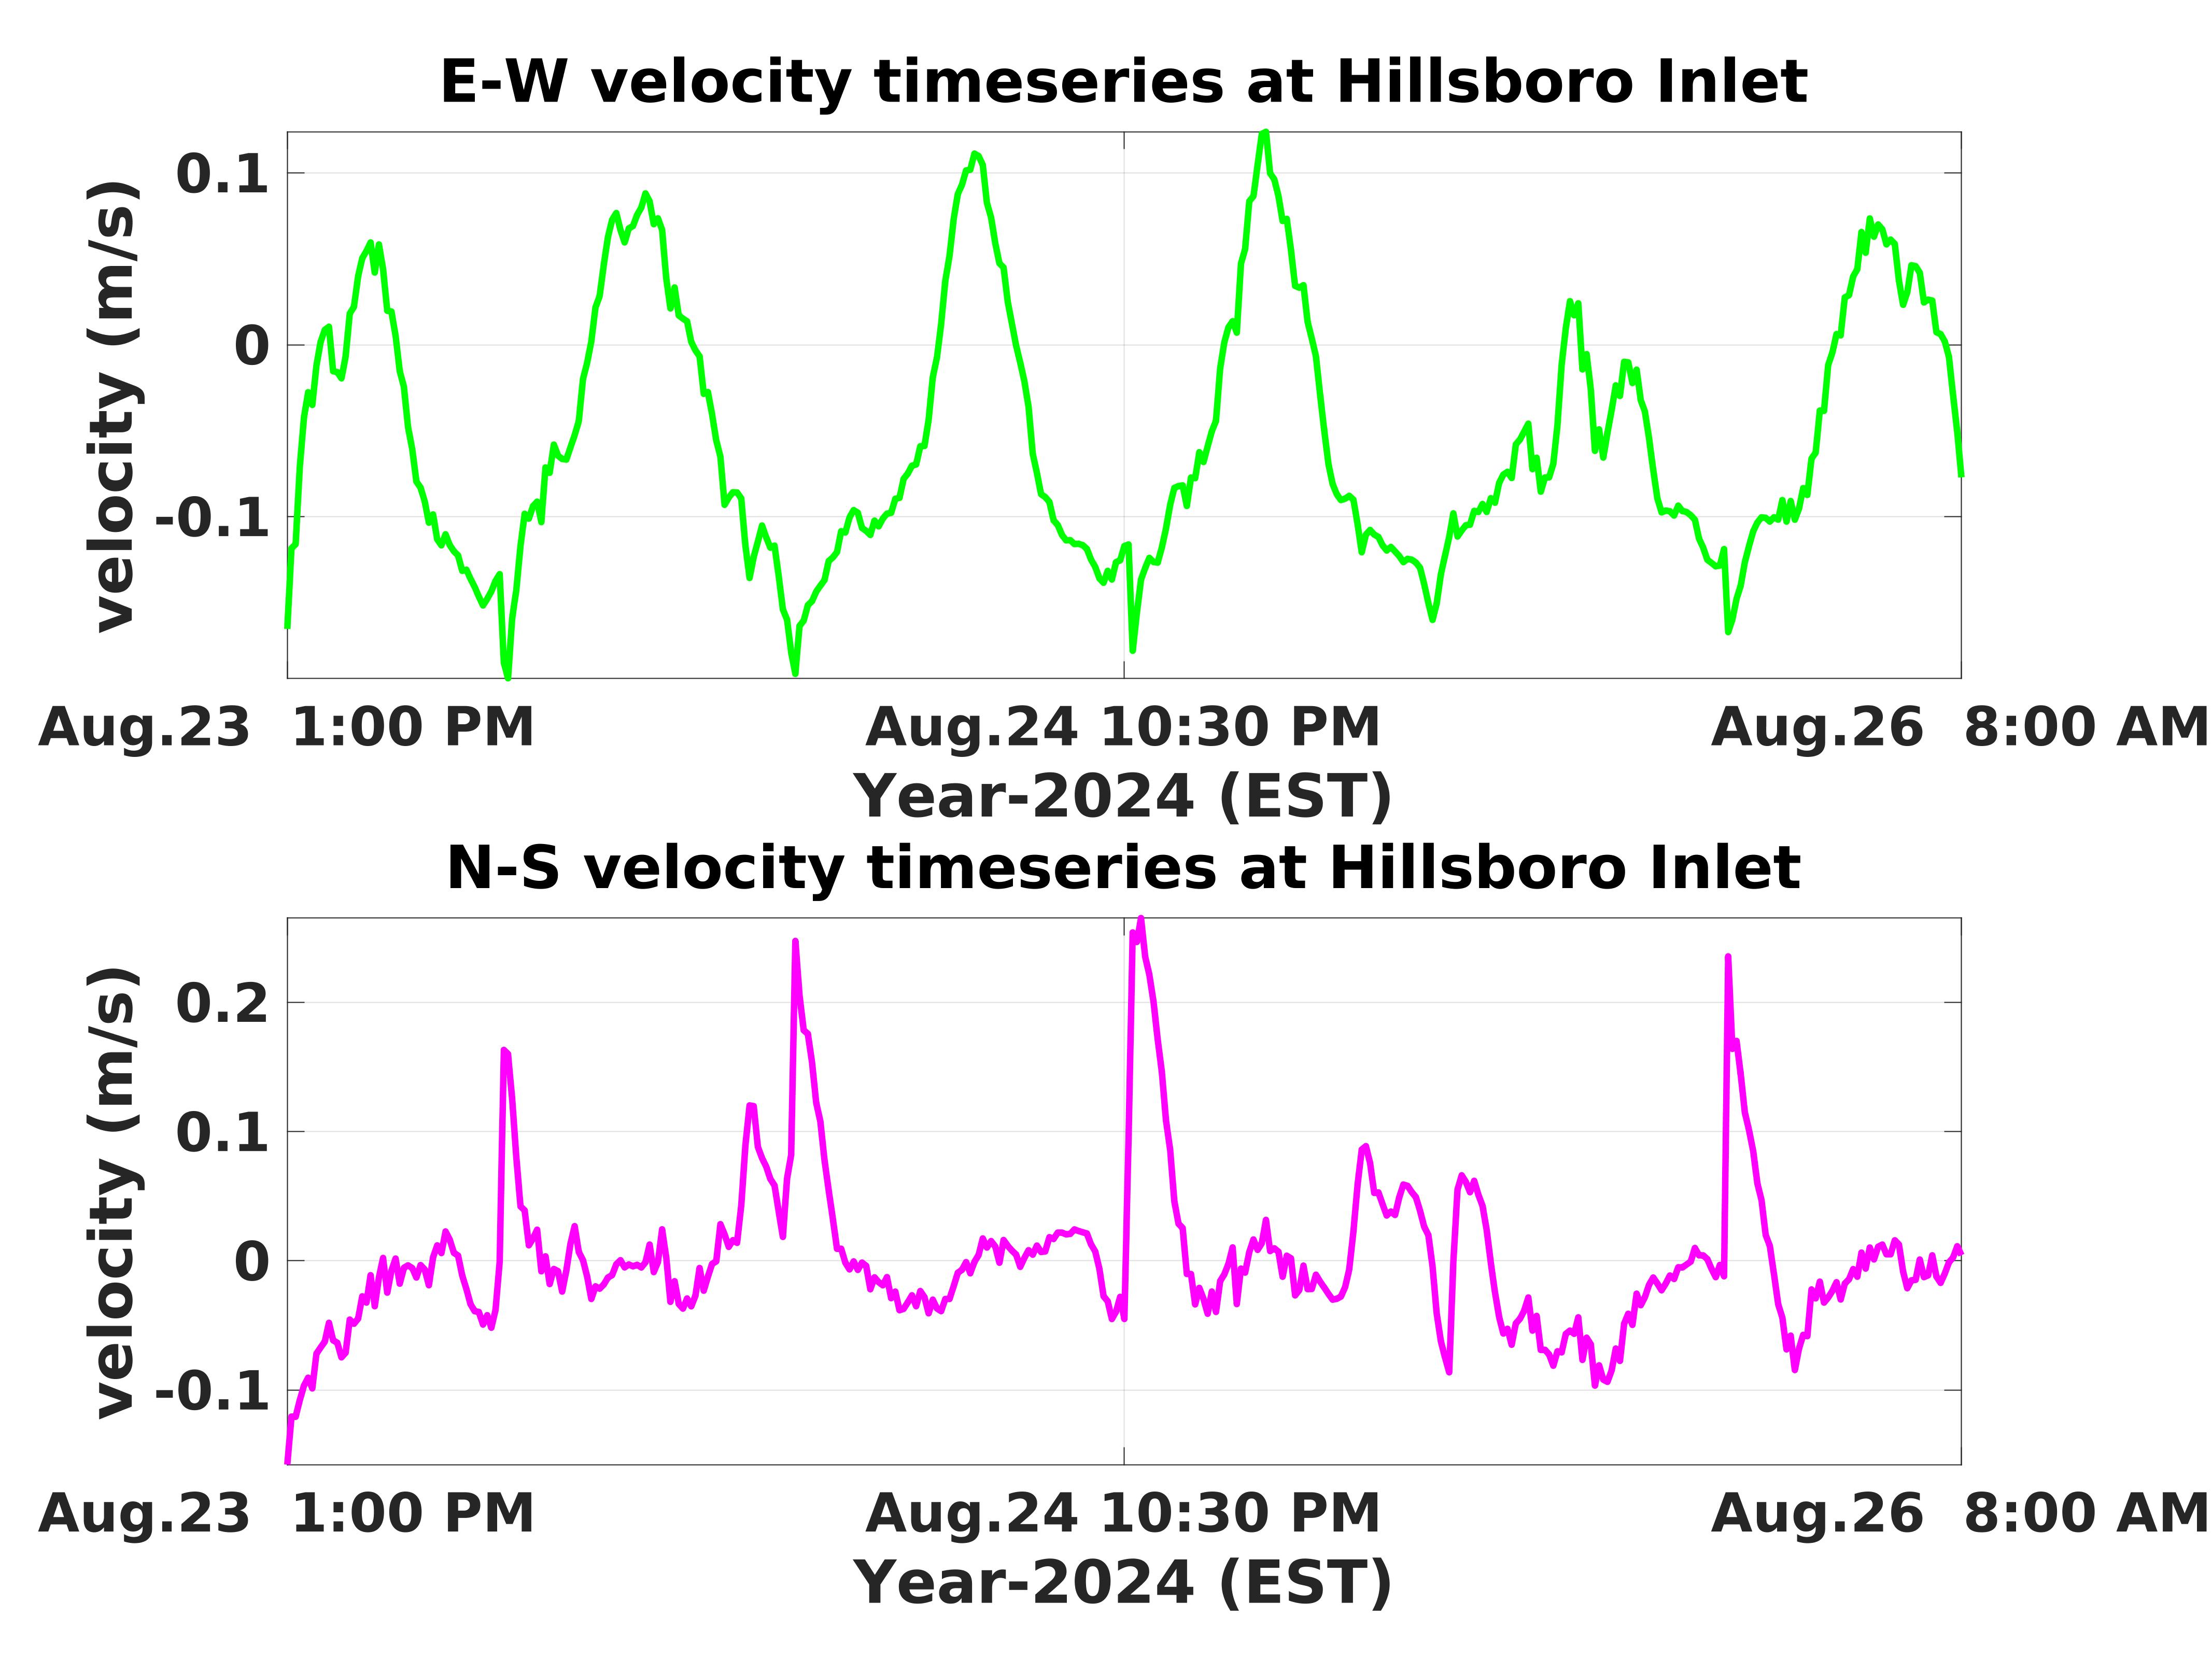 E-W velocity timeseries at Hillsboro Inlet
velocity (m/s)
0.1
0
-0.1
Aug.23  1:00 PM
Aug.24 10:30 PM
Aug.26  8:00 AM
Year-2024 (EST)
N-S velocity timeseries at Hillsboro Inlet
velocity (m/s)
0.2
0.1
0
-0.1
Aug.23  1:00 PM
Aug.24 10:30 PM
Aug.26  8:00 AM
Year-2024 (EST)